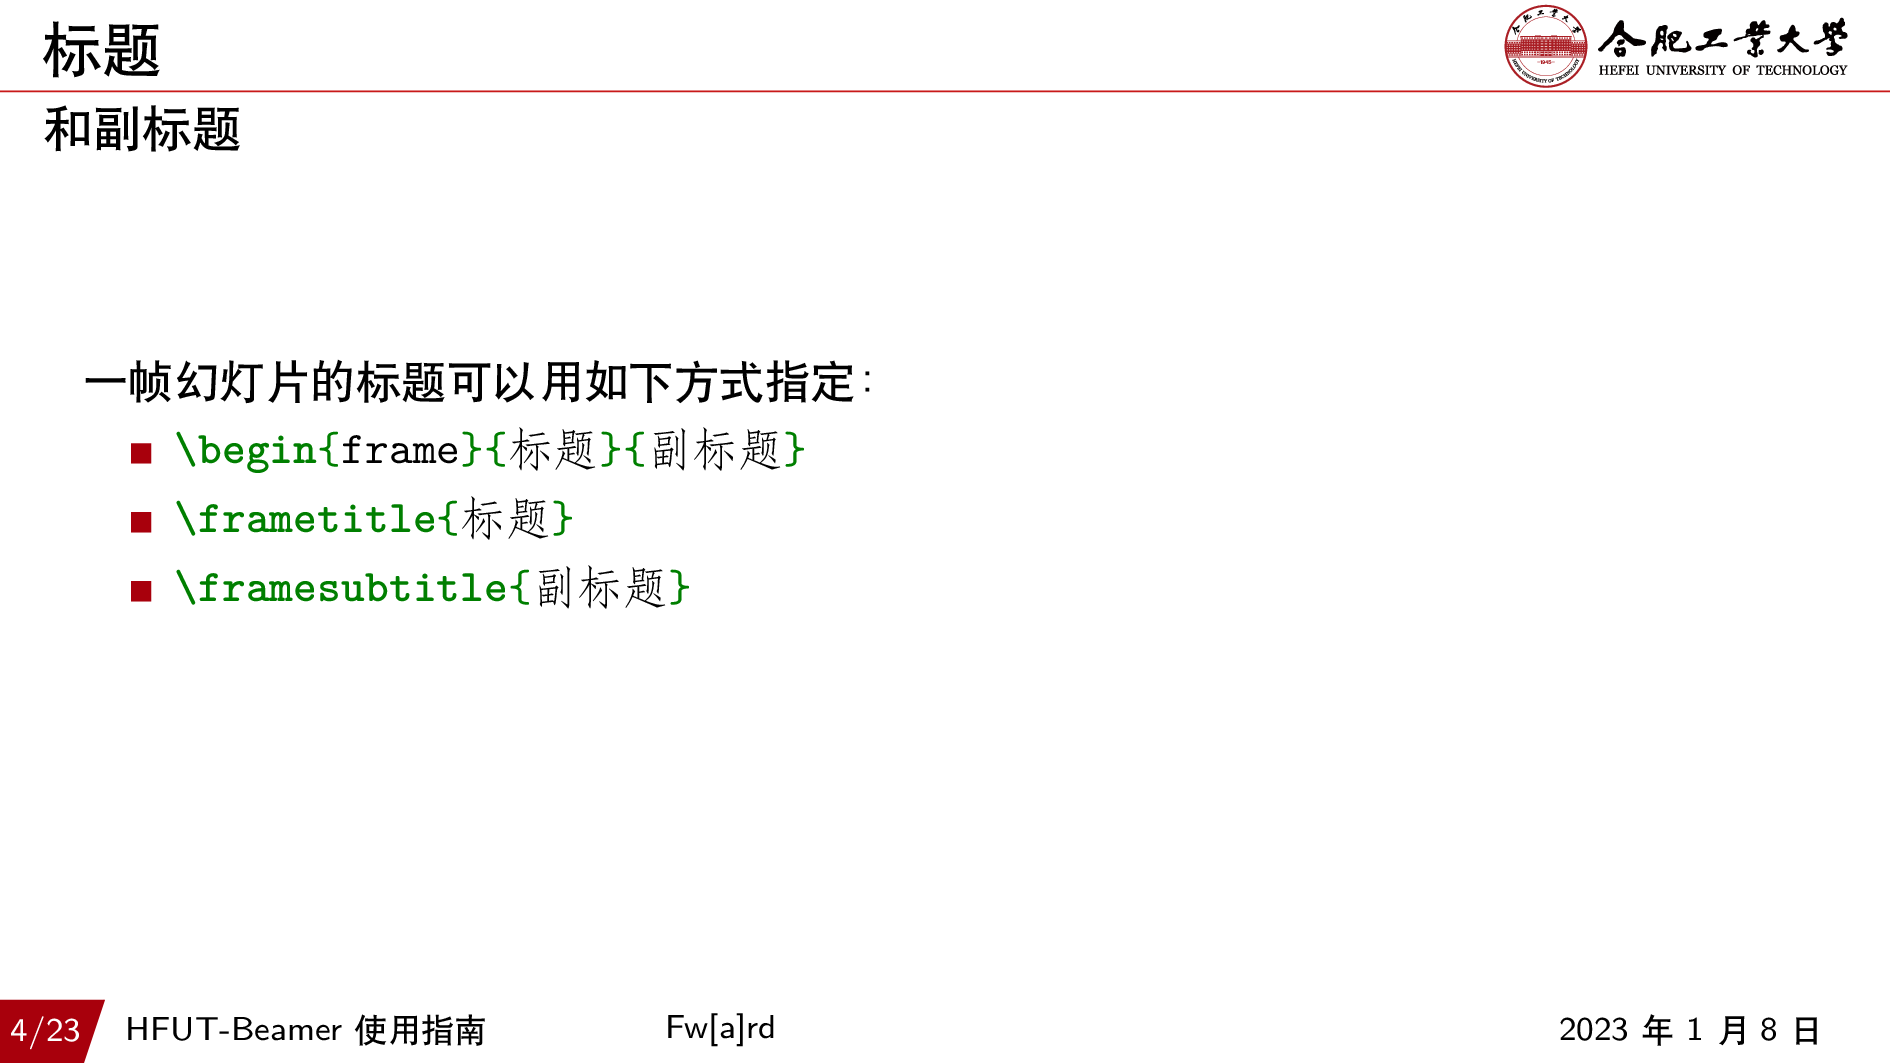 标题
合肥工业大学
HEFEI UNIVERSITY OF TECHNOLOGY
和副标题
一帧幻灯片的标题可以用如下方式指定：
\begin{frame}{标题}{副标题}
\frametitle{标题}
\framesubtitle{副标题}
4/23 HFUT-Beamer 使用指南 Fw[a]rd 2023 年 1 月 8 日